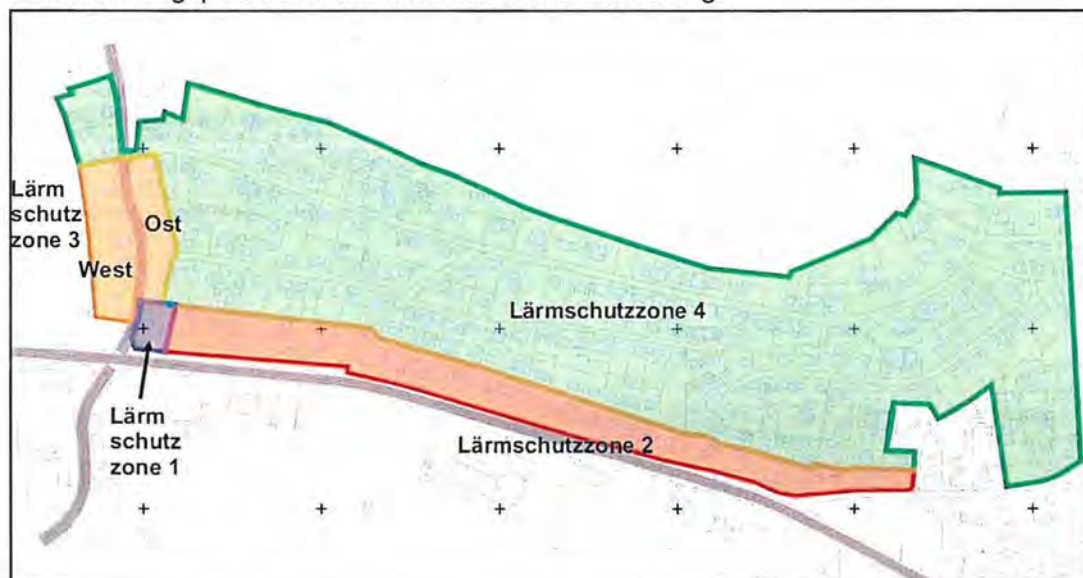 Lärm
schutz
zone 3
West
Ost
Lärmschutzzone 4
Lärm
schutz
zone 1
Lärmschutzzone 2